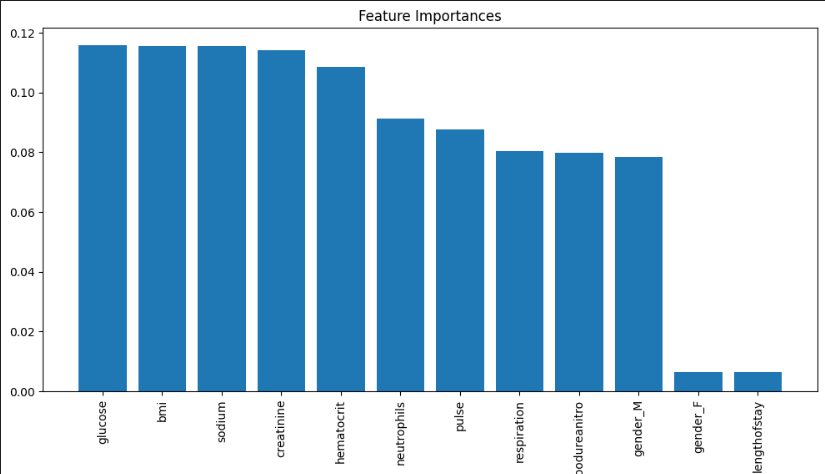 Feature Importances
0.12
0.10
0.08
0.06
0.04
0.02
0.00
glucose
bmi
sodium
creatinine
hematocrit
neutrophils
pulse
respiration
oodureanitro
gender_M
gender_F
lengthofstay